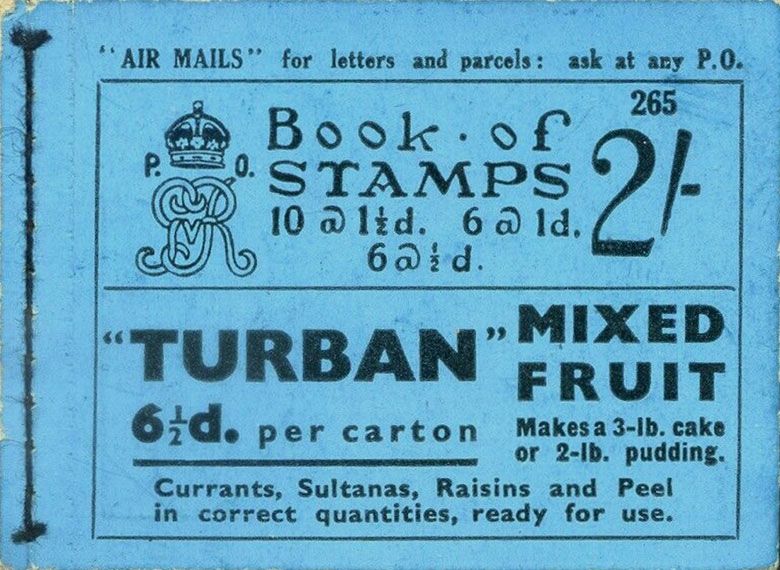 "AIR MAILS" for letters and parcels: ask at any P.O.
265
P. O.
Book · of
STAMPS
2/-
10 @ 1½d. 6 @ 1d.
6 @ ½d.
"TURBAN" MIXED
FRUIT
6½d. per carton
Makes a 3-lb. cake
or 2-lb. pudding.
Currants, Sultanas, Raisins and Peel
in correct quantities, ready for use.